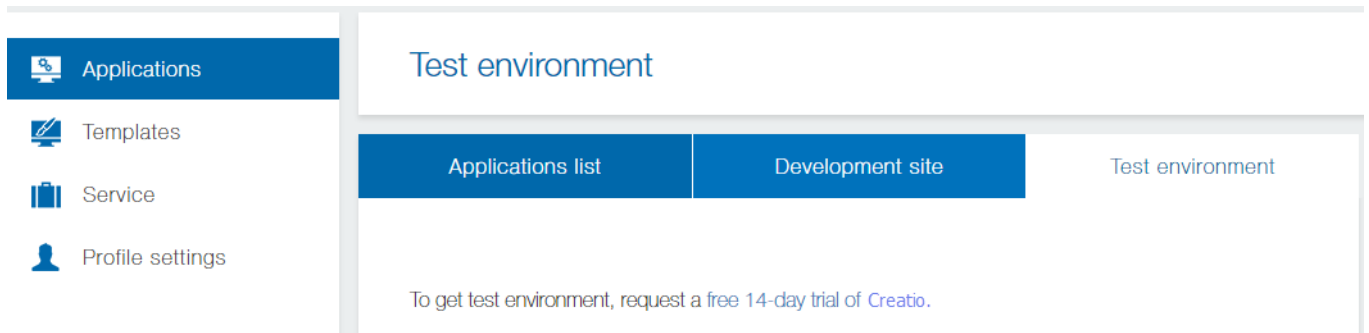 Applications
Templates
Service
Profile settings
Test environment
Applications list
Development site
Test environment
To get test environment, request a free 14-day trial of Creatio.